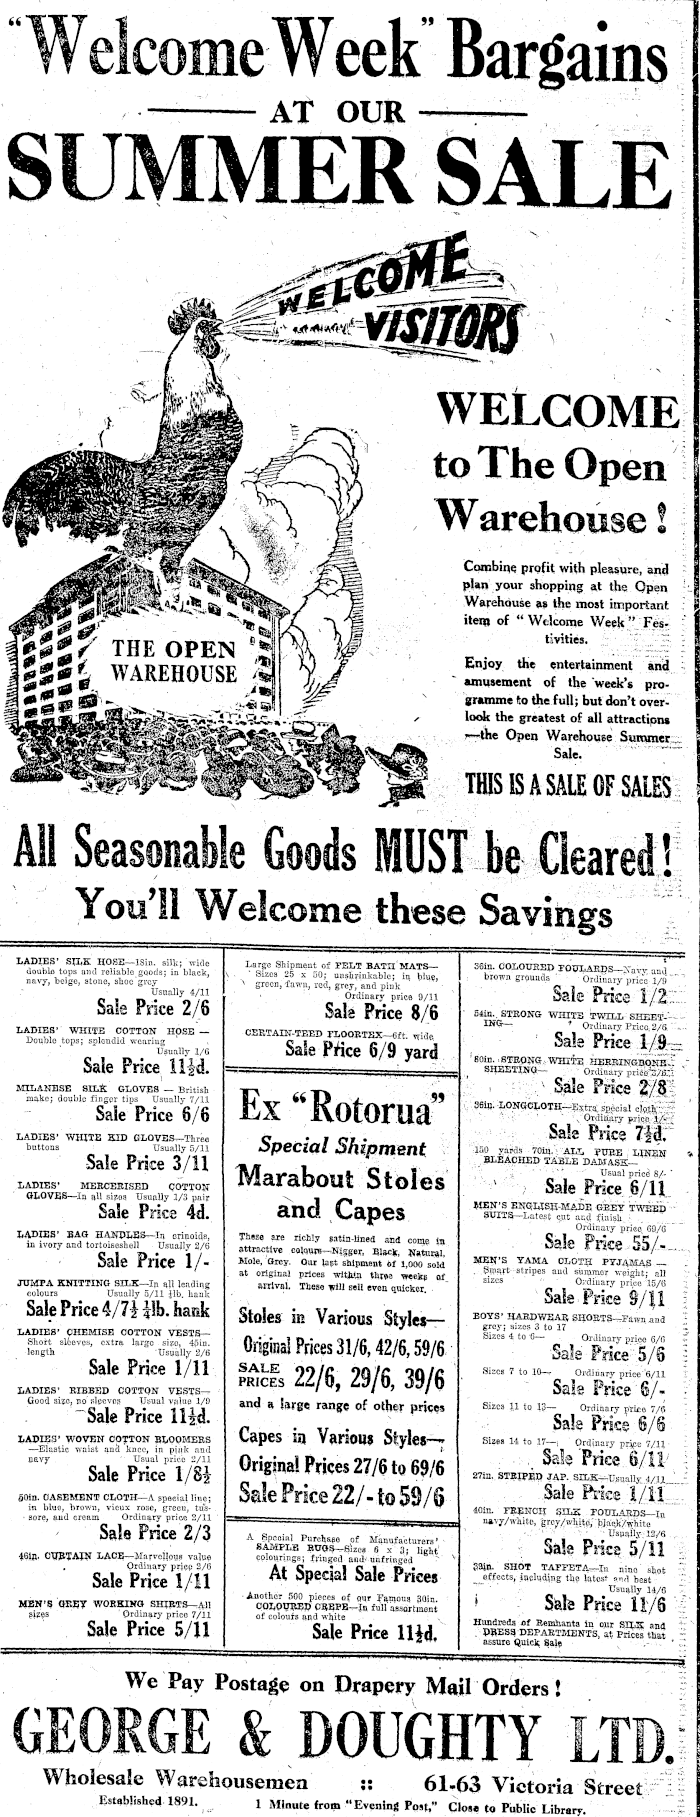 "Welcome Week" Bargains
AT OUR
SUMMER SALE
WELCOME
VISITORS
WELCOME
to The Open
Warehouse!
Combine profit with pleasure, and
plan your shopping at the Open
Warehouse as the most important
item of "Welcome Week" Fes-
tivities.
Enjoy the entertainment and
amusement of the week's pro-
gramme to the full; but don't over-
look the greatest of all attractions
—the Open Warehouse Summer
Sale.
THIS IS A SALE OF SALES
THE OPEN
WAREHOUSE
All Seasonable Goods MUST be Cleared!
You'll Welcome these Savings
LADIES' SILK HOSE—18in. silk; wide
double tops and reliable goods; in black,
navy, beige, stone, shoe grey
Usually 4/11
Sale Price 2/6
LADIES' WHITE COTTON HOSE —
Double tops; splendid wearing
Usually 1/6
Sale Price 11½d.
MILANESE SILK GLOVES — British
make; double finger tips Usually 7/11
Sale Price 6/6
LADIES' WHITE KID GLOVES—Three
buttons Usually 5/11
Sale Price 3/11
LADIES' MERCERISED COTTON
GLOVES—In all sizes Usually 1/3 pair
Sale Price 4d.
LADIES' BAG HANDLES—In crinoids,
in ivory and tortoiseshell Usually 2/6
Sale Price 1/-
JUMPA KNITTING SILK—In all leading
colours Usually 5/11 ½lb. hank
Sale Price 4/7½ ½lb. hank
LADIES' CHEMISE COTTON VESTS—
Short sleeves, extra large size, 45in.
length Usually 2/6
Sale Price 1/11
LADIES' RIBBED COTTON VESTS—
Good size, no sleeves Usual value 1/9
Sale Price 11½d.
LADIES' WOVEN COTTON BLOOMERS
—Elastic waist and knee, in pink and
navy Usual price 2/11
Sale Price 1/8½
50in. CASEMENT CLOTH—A special line;
in blue, brown, vieux rose, green, tus-
sore, and cream Ordinary price 2/11
Sale Price 2/3
46in. CURTAIN LACE—Marvellous value
Ordinary price 2/6
Sale Price 1/11
MEN'S GREY WORKING SHIRTS—All
sizes Ordinary price 7/11
Sale Price 5/11
Large Shipment of FELT BATH MATS—
Sizes 25 x 50; unshrinkable; in blue,
green, fawn, red, grey, and pink
Ordinary price 9/11
Sale Price 8/6
CERTAIN-TEED FLOORTEX—6ft. wide
Sale Price 6/9 yard
Ex "Rotorua"
Special Shipment
Marabout Stoles
and Capes
These are richly satin-lined and come in
attractive colours—Nigger, Black, Natural,
Mole, Grey. Our last shipment of 1,000 sold
at original prices within three weeks of
arrival. These will sell even quicker.
Stoles in Various Styles—
Original Prices 31/6, 42/6, 59/6
SALE PRICES 22/6, 29/6, 39/6
and a large range of other prices
Capes in Various Styles—
Original Prices 27/6 to 69/6
Sale Price 22/- to 59/6
A Special Purchase of Manufacturers'
SAMPLE RUGS—Sizes 6 x 3; light
colourings; fringed and unfringed
At Special Sale Prices
Another 560 pieces of our Famous 30in.
COLOURED CREPE—In full assortment
of colours and white
Sale Price 11½d.
36in. COLOURED FOULARDS—Navy and
brown grounds Ordinary price 1/9
Sale Price 1/2
54in. STRONG WHITE TWILL SHEET-
ING— Ordinary Price 2/6
Sale Price 1/9
80in. STRONG WHITE HERRINGBONE
SHEETING— Ordinary price 3/6
Sale Price 2/8
36in. LONGCLOTH—Extra special cloth
Ordinary price 1/-
Sale Price 7½d.
150 yards 70in. ALL PURE LINEN
BLEACHED TABLE DAMASK—
Usual price 8/-
Sale Price 6/11
MEN'S ENGLISH-MADE GREY TWEED
SUITS—Latest cut and finish
Ordinary price 69/6
Sale Price 55/-
MEN'S YAMA CLOTH PYJAMAS —
Smart stripes and summer weight; all
sizes Ordinary price 15/6
Sale Price 9/11
BOYS' HARDWEAR SHORTS—Fawn and
grey; sizes 3 to 17
Sizes 4 to 6— Ordinary price 6/6
Sale Price 5/6
Sizes 7 to 10— Ordinary price 6/11
Sale Price 6/-
Sizes 11 to 13— Ordinary price 7/6
Sale Price 6/6
Sizes 14 to 17— Ordinary price 7/11
Sale Price 6/11
27in. STRIPED JAP. SILK—Usually 4/11
Sale Price 1/11
40in. FRENCH SILK FOULARDS—In
navy/white, grey/white, black/white
Usually 12/6
Sale Price 5/11
39in. SHOT TAFFETA—In nine shot
effects, including the latest and best
Usually 14/6
Sale Price 11/6
Hundreds of Remnants in our SILK and
DRESS DEPARTMENTS, at Prices that
assure Quick Sale
We Pay Postage on Drapery Mail Orders!
GEORGE & DOUGHTY LTD.
Wholesale Warehousemen :: 61-63 Victoria Street
Established 1891. 1 Minute from "Evening Post," Close to Public Library.